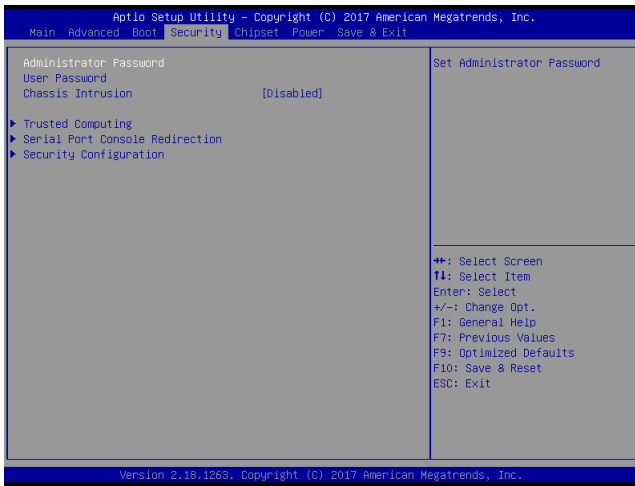 Aptio Setup Utility – Copyright (C) 2017 American Megatrends, Inc.
Main Advanced Boot Security Chipset Power Save & Exit
Administrator Password
User Password
Chassis Intrusion [Disabled]
Trusted Computing
Serial Port Console Redirection
Security Configuration
Set Administrator Password
→←: Select Screen
↑↓: Select Item
Enter: Select
+/-: Change Opt.
F1: General Help
F7: Previous Values
F9: Optimized Defaults
F10: Save & Reset
ESC: Exit
Version 2.18.1263. Copyright (C) 2017 American Megatrends, Inc.